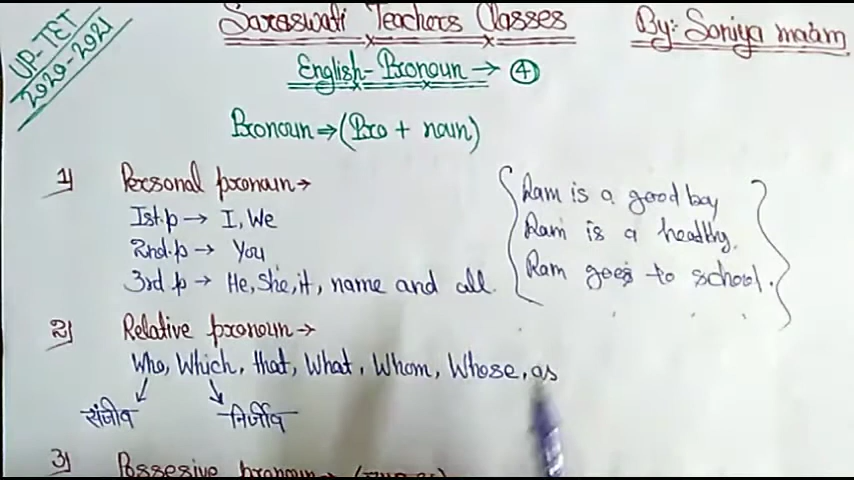 Saraswati Teachers Classes
By:- Soniya ma'am
UP-TET
2020-2021
English-Pronoun → 4
Pronoun ⇒ (Pro + noun)
1) Personal pronoun →
Ist.p → I, We
2nd.p → You
3rd p → He, She, it, name and all.
Ram is a good boy
Ram is a healthy.
Ram goes to school.
2) Relative pronoun →
Who, Which, that, What, Whom, Whose, as
संजीव निर्जीव
3) Possesive pronoun →